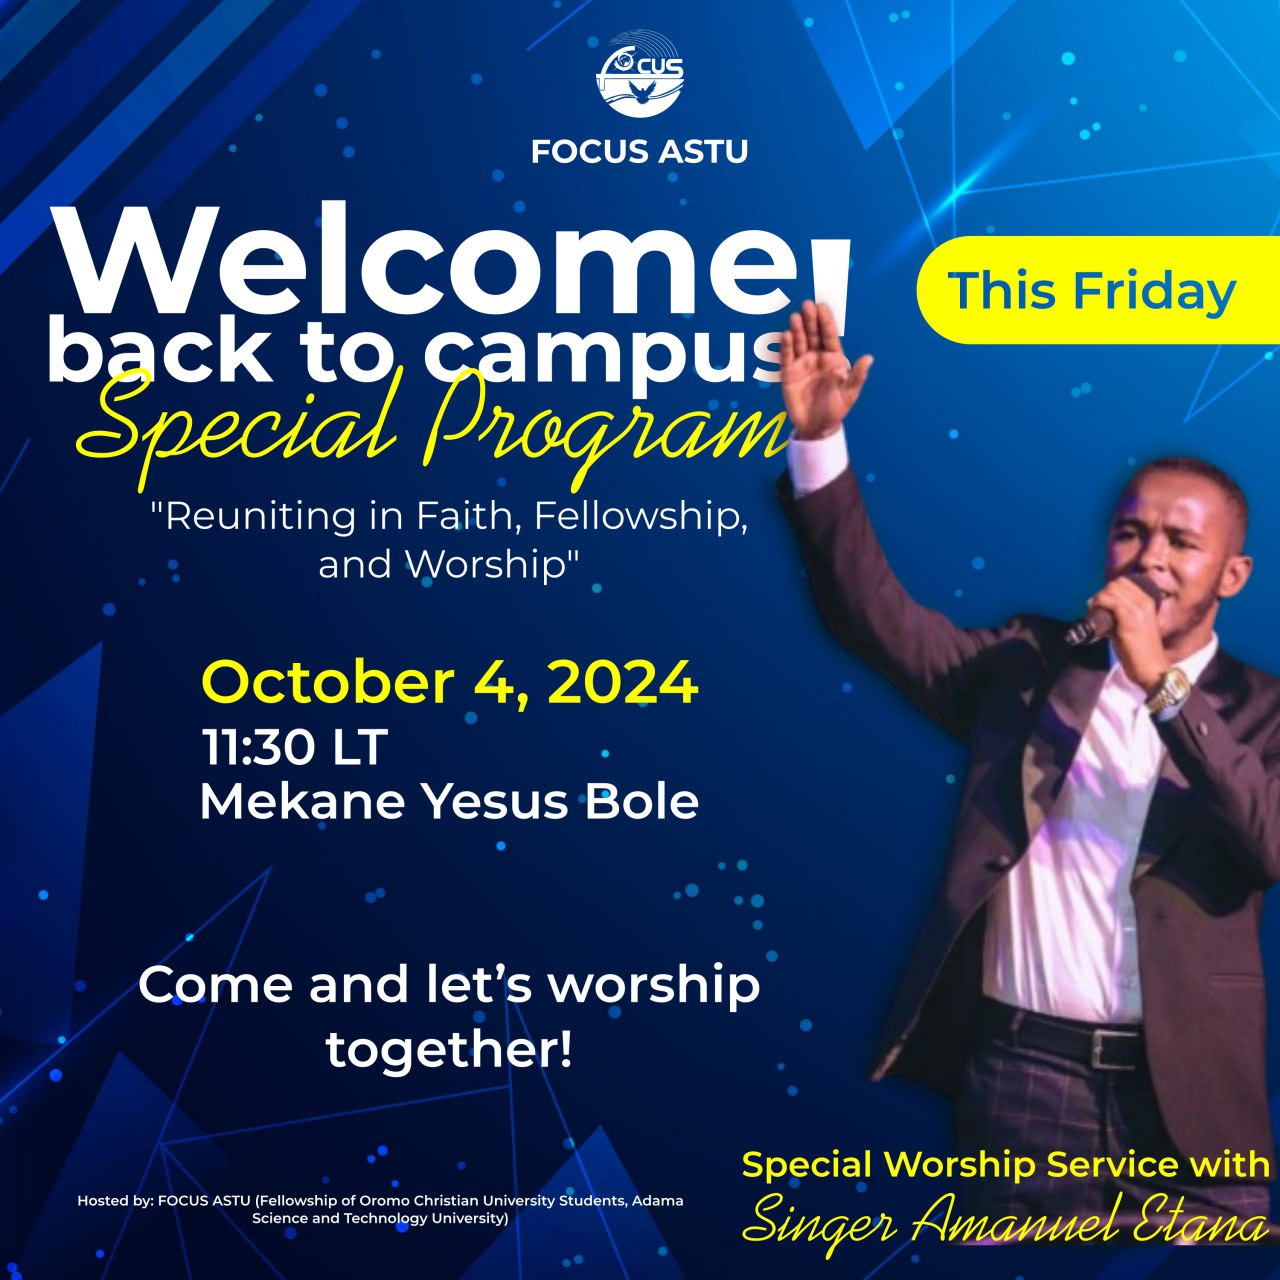 FOCUS
FOCUS ASTU
Welcome!
back to campus
Special Program
This Friday
"Reuniting in Faith, Fellowship,
and Worship"
October 4, 2024
11:30 LT
Mekane Yesus Bole
Come and let’s worship
together!
Special Worship Service with
Singer Amanuel Etana
Hosted by: FOCUS ASTU (Fellowship of Oromo Christian University Students, Adama
Science and Technology University)